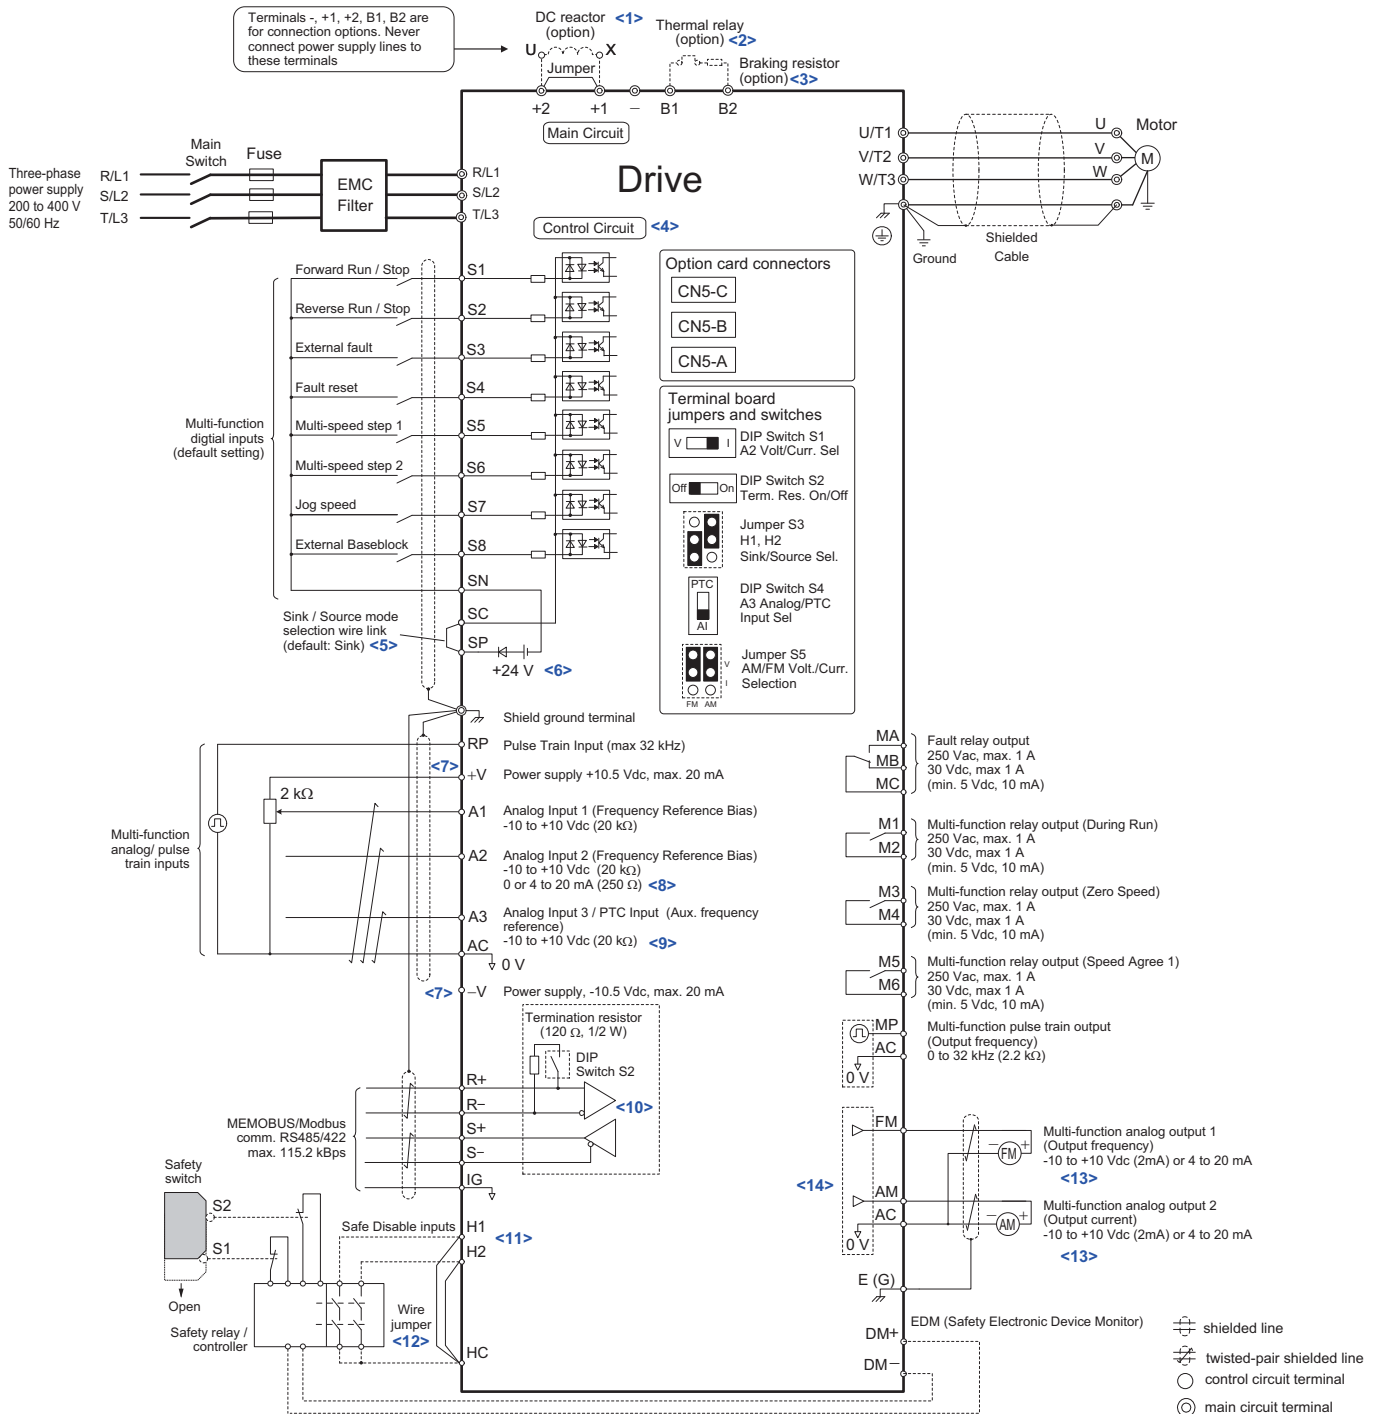 Terminals -, +1, +2, B1, B2 are
for connection options. Never
connect power supply lines to
these terminals
DC reactor <1>
(option)
U X
Jumper
Thermal relay
(option) <2>
Braking resistor
(option) <3>
+2 +1 − B1 B2
Main Circuit
Drive
Three-phase
power supply
200 to 400 V
50/60 Hz
R/L1
S/L2
T/L3
Main
Switch
Fuse
EMC
Filter
R/L1
S/L2
T/L3
U/T1
V/T2
W/T3
U
V
W
Motor
M
Ground
Shielded
Cable
Control Circuit <4>
Multi-function
digtial inputs
(default setting)
Forward Run / Stop S1
Reverse Run / Stop S2
External fault S3
Fault reset S4
Multi-speed step 1 S5
Multi-speed step 2 S6
Jog speed S7
External Baseblock S8
SN
SC
SP
Sink / Source mode
selection wire link
(default: Sink) <5>
+24 V <6>
Option card connectors
CN5-C
CN5-B
CN5-A
Terminal board
jumpers and switches
V I
DIP Switch S1
A2 Volt/Curr. Sel
Off On
DIP Switch S2
Term. Res. On/Off
Jumper S3
H1, H2
Sink/Source Sel.
PTC
AI
DIP Switch S4
A3 Analog/PTC
Input Sel
Jumper S5
AM/FM Volt./Curr.
Selection
V
I
FM AM
Shield ground terminal
Multi-function
analog/ pulse
train inputs
2 kΩ
RP Pulse Train Input (max 32 kHz)
<7> +V Power supply +10.5 Vdc, max. 20 mA
A1 Analog Input 1 (Frequency Reference Bias)
-10 to +10 Vdc (20 kΩ)
A2 Analog Input 2 (Frequency Reference Bias)
-10 to +10 Vdc (20 kΩ)
0 or 4 to 20 mA (250 Ω) <8>
A3 Analog Input 3 / PTC Input (Aux. frequency
reference)
-10 to +10 Vdc (20 kΩ) <9>
AC
0 V
<7> −V Power supply, -10.5 Vdc, max. 20 mA
Termination resistor
(120 Ω, 1/2 W)
DIP
Switch S2
<10>
MEMOBUS/Modbus
comm. RS485/422
max. 115.2 kBps
R+
R−
S+
S−
IG
Safety
switch
S2
S1
Open
Safety relay /
controller
Safe Disable inputs
H1
H2
<11>
Wire
jumper
<12>
HC
MA
MB
MC
Fault relay output
250 Vac, max. 1 A
30 Vdc, max 1 A
(min. 5 Vdc, 10 mA)
M1
M2
Multi-function relay output (During Run)
250 Vac, max. 1 A
30 Vdc, max 1 A
(min. 5 Vdc, 10 mA)
M3
M4
Multi-function relay output (Zero Speed)
250 Vac, max. 1 A
30 Vdc, max 1 A
(min. 5 Vdc, 10 mA)
M5
M6
Multi-function relay output (Speed Agree 1)
250 Vac, max. 1 A
30 Vdc, max 1 A
(min. 5 Vdc, 10 mA)
MP
AC
0 V
Multi-function pulse train output
(Output frequency)
0 to 32 kHz (2.2 kΩ)
<14>
FM
AM
AC
0 V
− FM +
Multi-function analog output 1
(Output frequency)
-10 to +10 Vdc (2mA) or 4 to 20 mA
<13>
− AM +
Multi-function analog output 2
(Output current)
-10 to +10 Vdc (2mA) or 4 to 20 mA
<13>
E (G)
EDM (Safety Electronic Device Monitor)
DM+
DM−
shielded line
twisted-pair shielded line
control circuit terminal
main circuit terminal